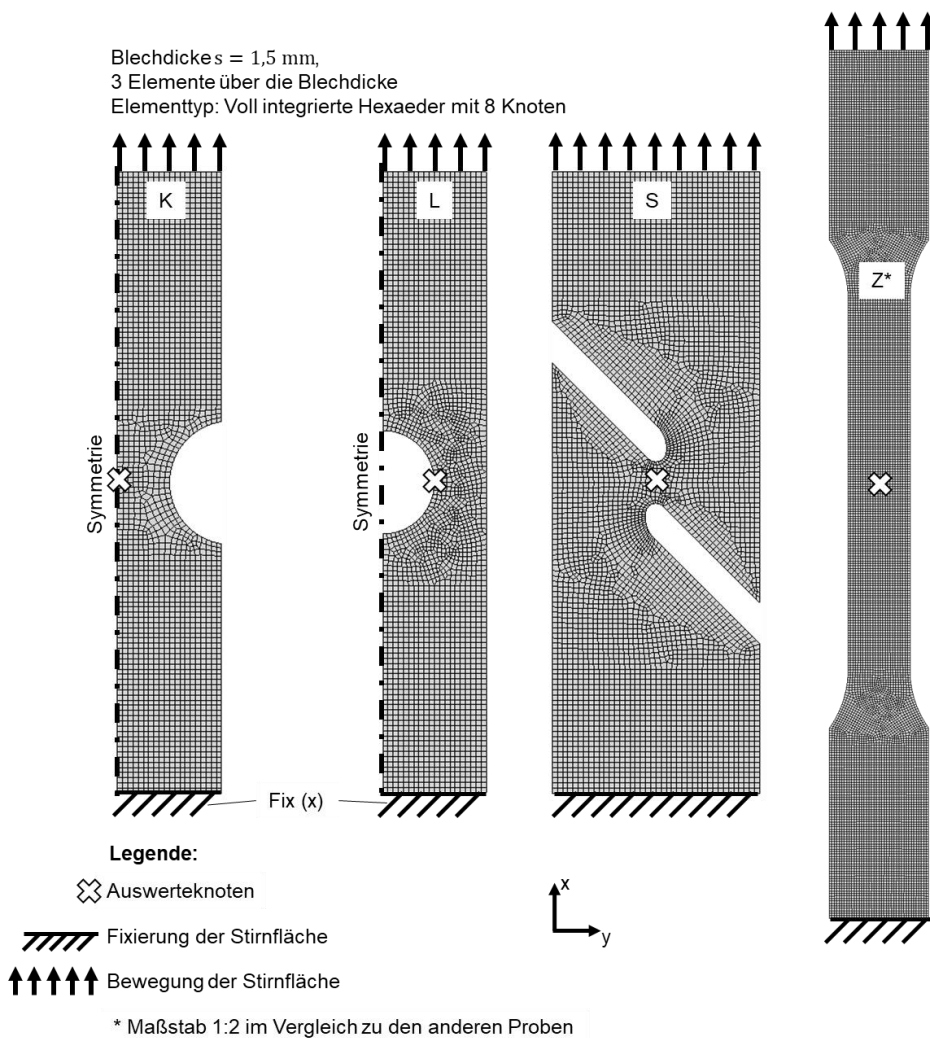 Blechdicke s = 1,5 mm,
3 Elemente über die Blechdicke
Elementtyp: Voll integrierte Hexaeder mit 8 Knoten
K
L
S
Z*
Symmetrie
Symmetrie
Fix (x)
Legende:
Auswerteknoten
Fixierung der Stirnfläche
Bewegung der Stirnfläche
* Maßstab 1:2 im Vergleich zu den anderen Proben
x
y